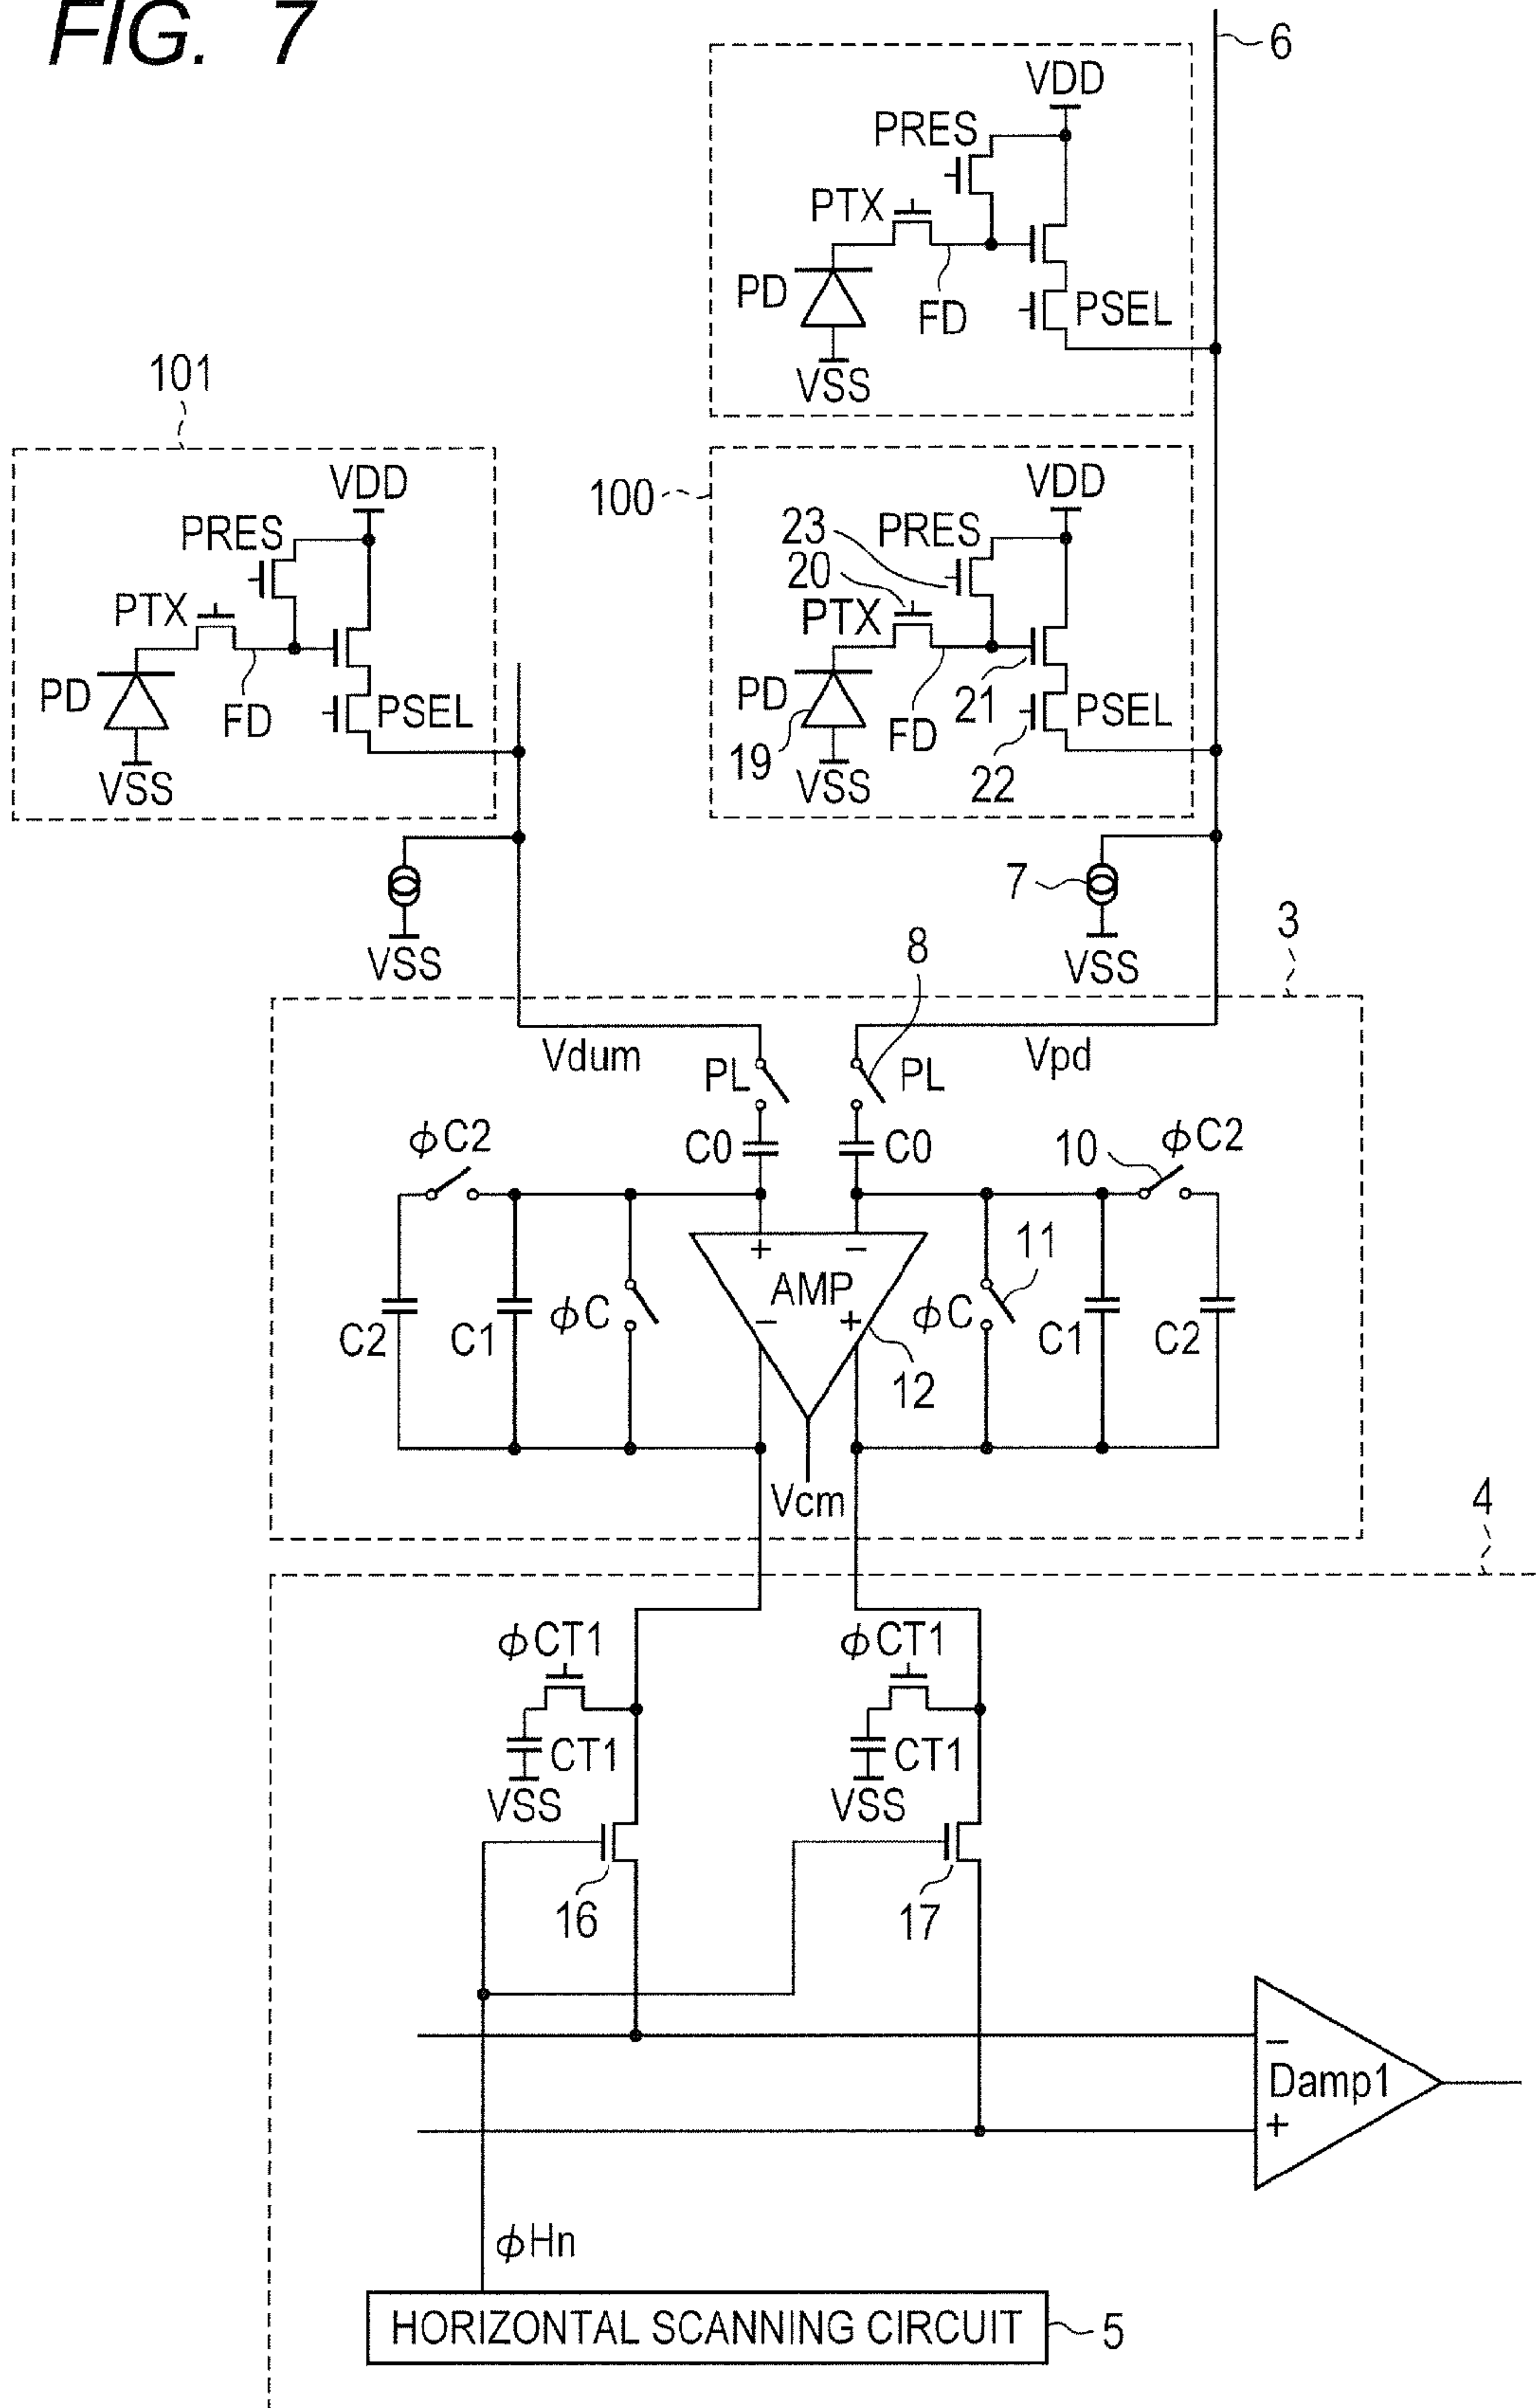 FIG. 7
6
VDD
PRES
PTX
PD
FD
PSEL
VSS
101
VDD
PRES
PTX
PD
FD
PSEL
VSS
100
VDD
23
PRES
20
PTX
PD
FD
21
PSEL
19
VSS
22
VSS
7
VSS
8
3
Vdum
Vpd
PL
PL
C0
C0
ϕC2
10
ϕC2
+
−
AMP
−
+
11
C2
C1
ϕC
ϕC
C1
C2
12
Vcm
4
ϕCT1
ϕCT1
CT1
CT1
VSS
VSS
16
17
−
Damp1
+
ϕHn
HORIZONTAL SCANNING CIRCUIT
5